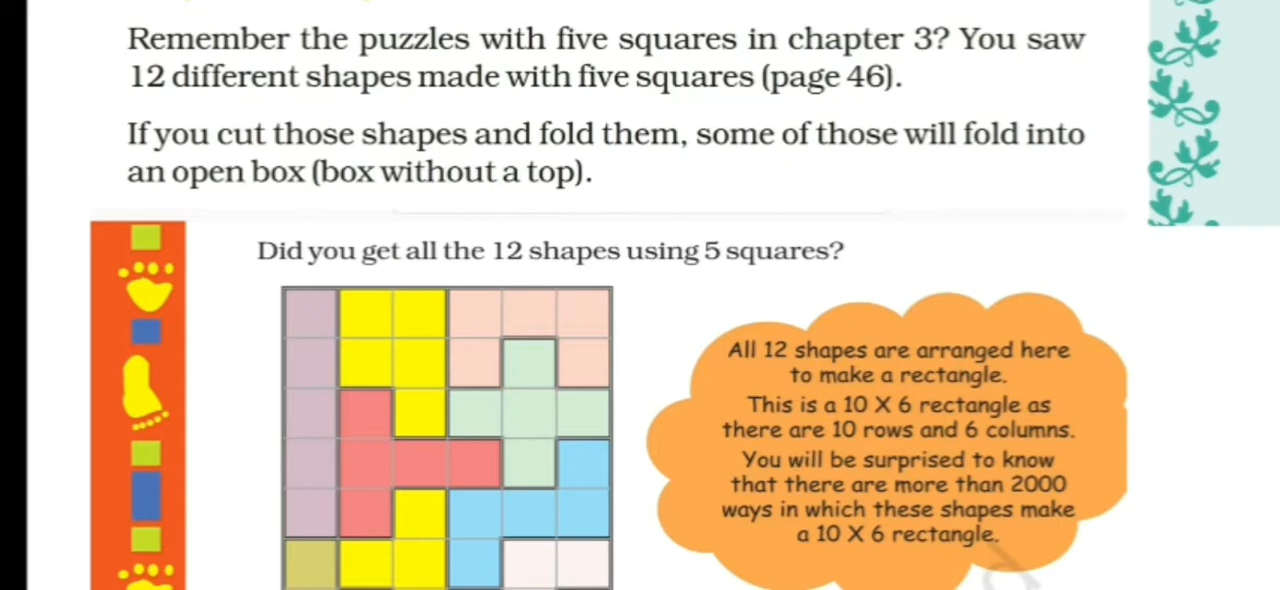 Remember the puzzles with five squares in chapter 3? You saw
12 different shapes made with five squares (page 46).
If you cut those shapes and fold them, some of those will fold into
an open box (box without a top).
Did you get all the 12 shapes using 5 squares?
All 12 shapes are arranged here
to make a rectangle.
This is a 10 X 6 rectangle as
there are 10 rows and 6 columns.
You will be surprised to know
that there are more than 2000
ways in which these shapes make
a 10 X 6 rectangle.